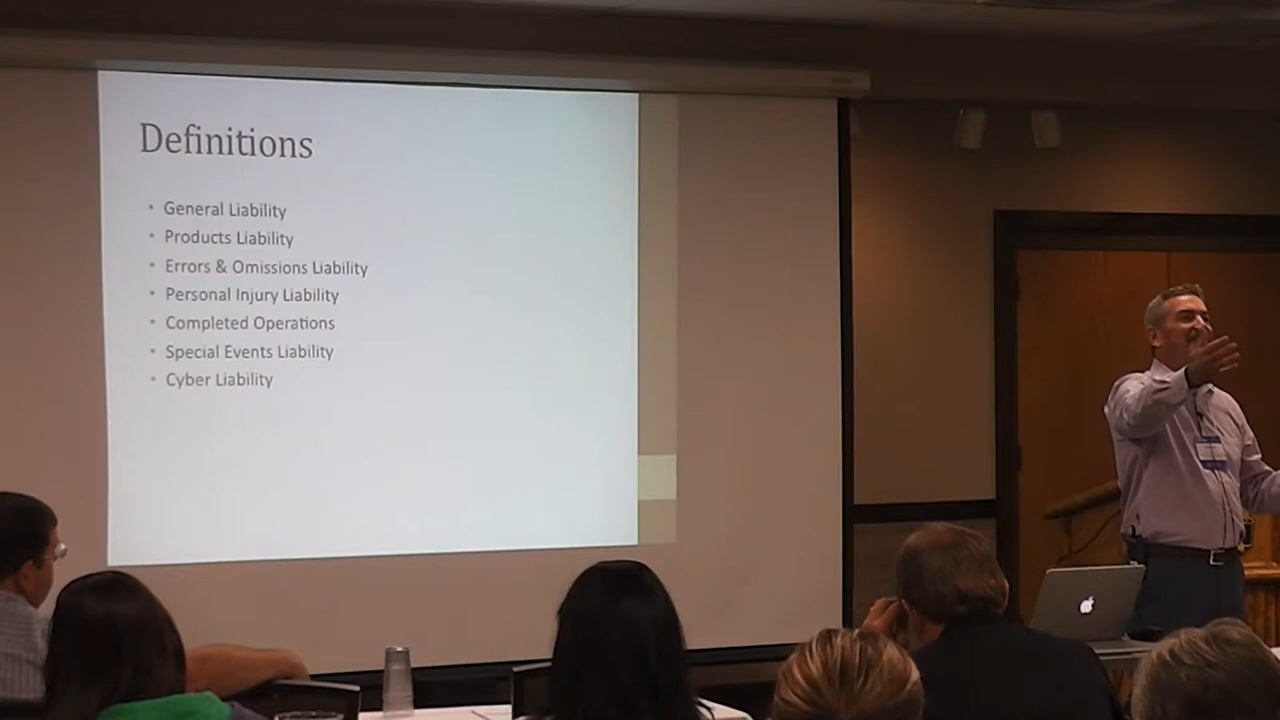 Definitions
• General Liability
• Products Liability
• Errors & Omissions Liability
• Personal Injury Liability
• Completed Operations
• Special Events Liability
• Cyber Liability